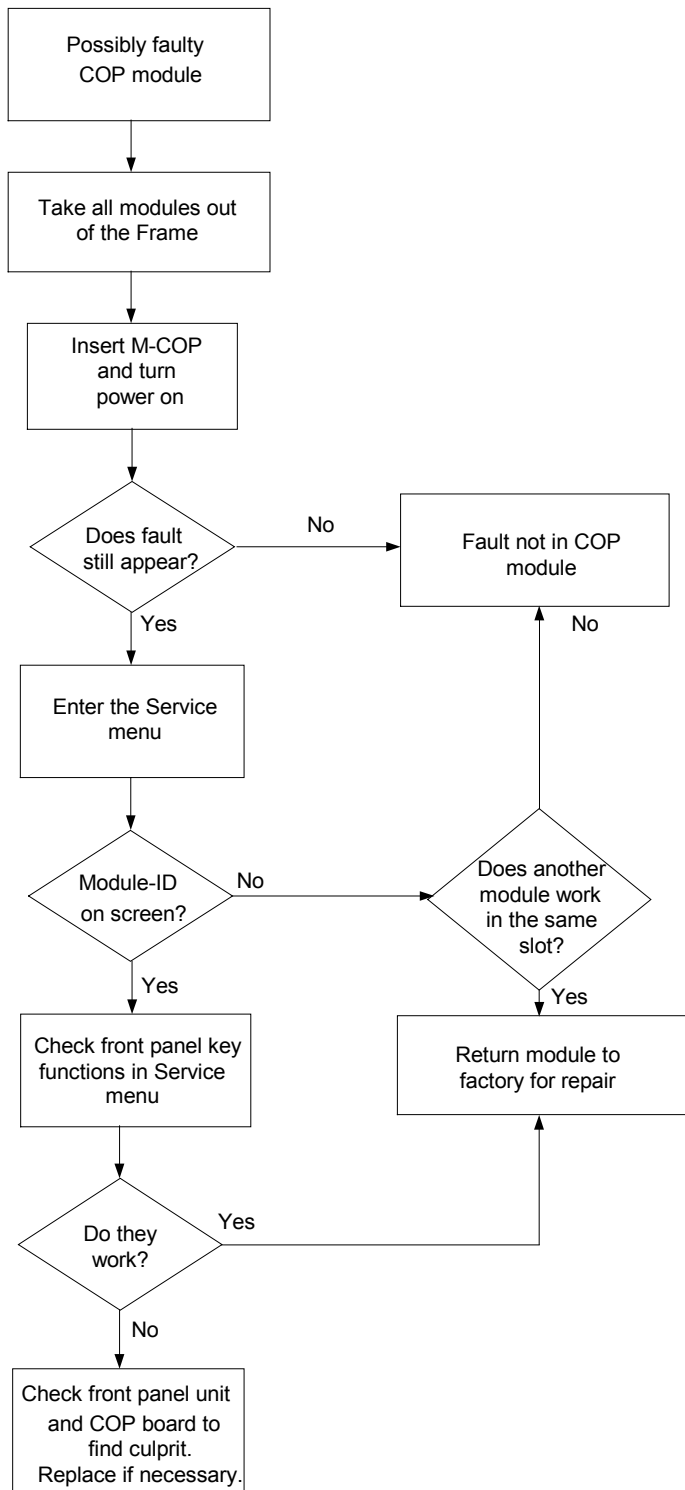 Possibly faulty
COP module
Take all modules out
of the Frame
Insert M-COP
and turn
power on
Does fault
still appear?
No
Fault not in COP
module
Yes
No
Enter the Service
menu
Module-ID
on screen?
No
Does another
module work
in the same
slot?
Yes
Yes
Check front panel key
functions in Service
menu
Return module to
factory for repair
Do they
work?
Yes
No
Check front panel unit
and COP board to
find culprit.
Replace if necessary.